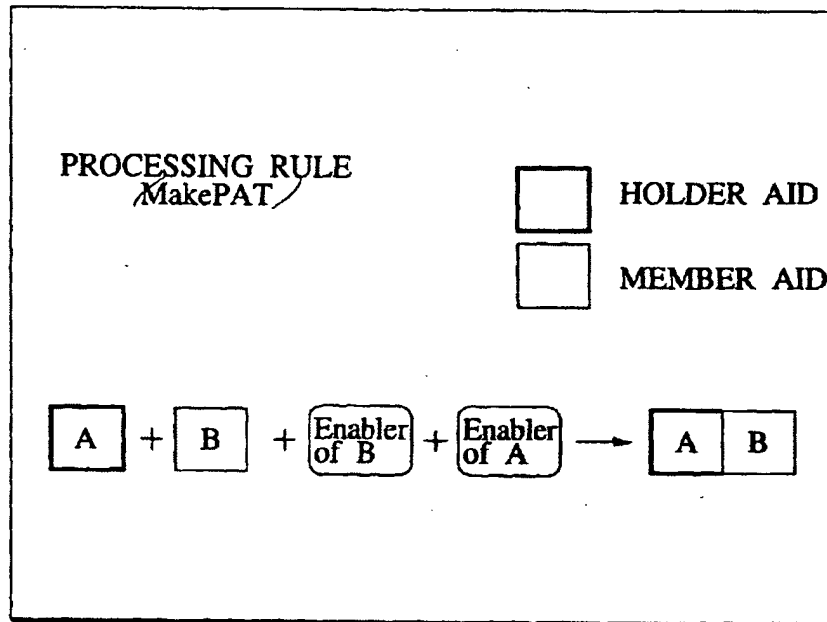 PROCESSING RULE
MakePAT
HOLDER AID
MEMBER AID
A + B + Enabler of B + Enabler of A → A B